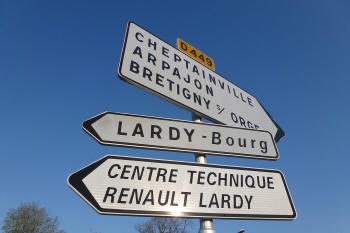 D449
CHEPTAINVILLE
ARPAJON
BRETIGNY s/ ORGE
LARDY-Bourg
CENTRE TECHNIQUE
RENAULT LARDY